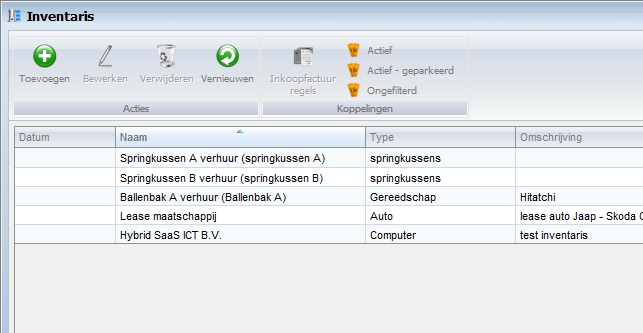 Inventaris
Toevoegen Bewerken Verwijderen Vernieuwen Inkoopfactuur regels Actief
Actief - geparkeerd
Ongefilterd
Acties Koppelingen
Datum Naam Type Omschrijving
Springkussen A verhuur (springkussen A) springkussens
Springkussen B verhuur (springkussen B) springkussens
Ballenbak A verhuur (Ballenbak A) Gereedschap Hitatchi
Lease maatschappij Auto lease auto Jaap - Skoda
Hybrid SaaS ICT B.V. Computer test inventaris